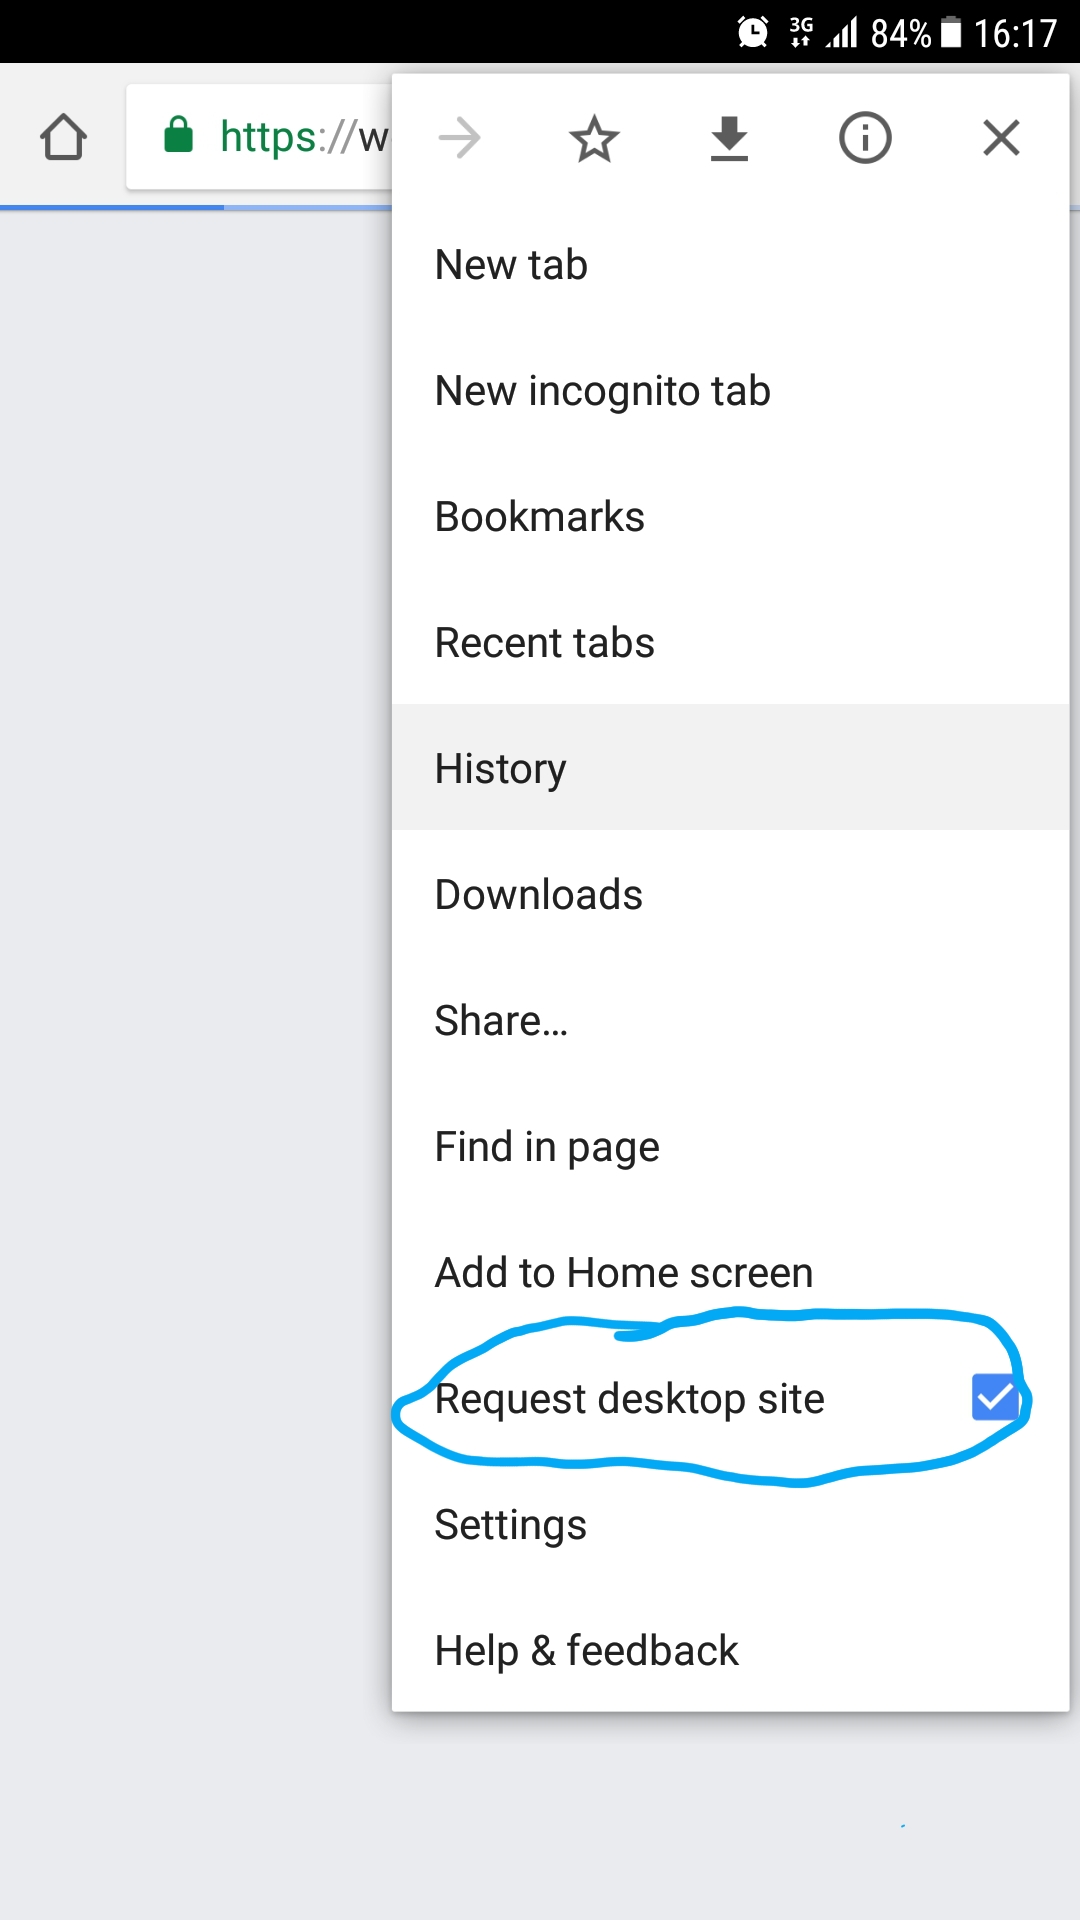 3G 84% 16:17
https://w
New tab
New incognito tab
Bookmarks
Recent tabs
History
Downloads
Share...
Find in page
Add to Home screen
Request desktop site
Settings
Help & feedback